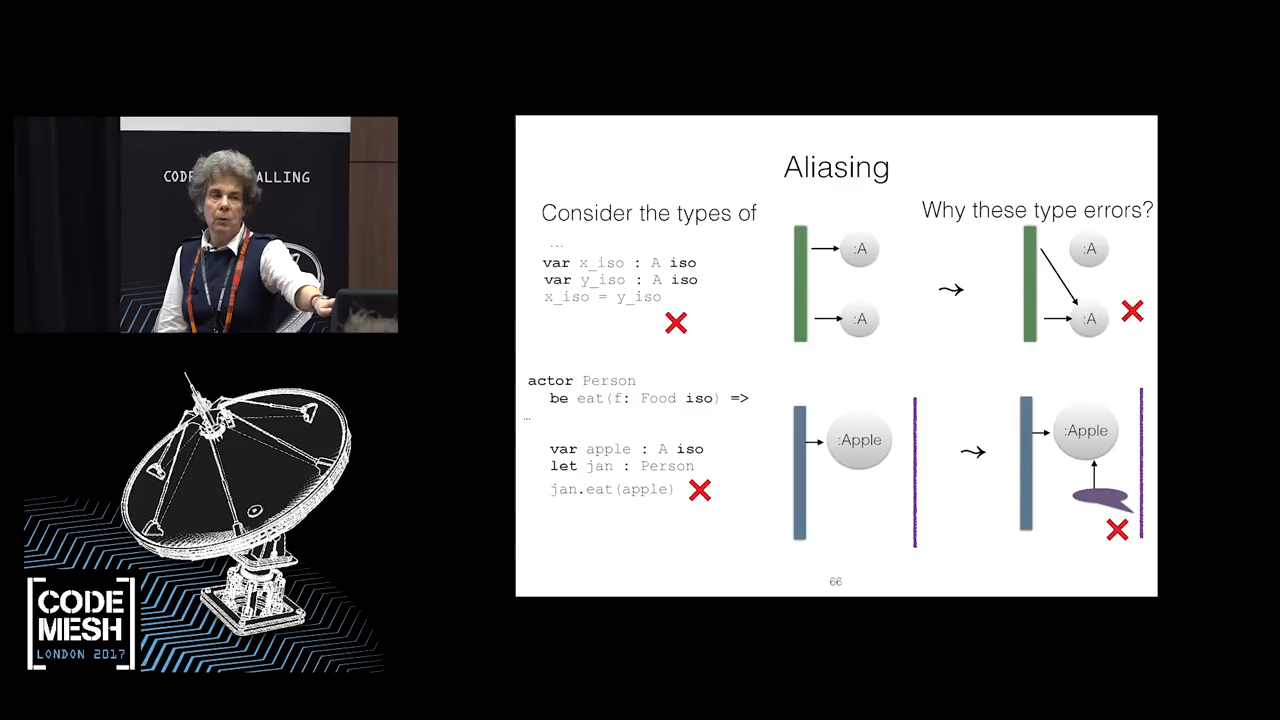 CODE
ALLING
Aliasing
Consider the types of
...
var x_iso : A iso
var y_iso : A iso
x_iso = y_iso
Why these type errors?
:A
:A
:A
:A
actor Person
be eat(f: Food iso) =>
...
var apple : A iso
let jan : Person
jan.eat(apple)
:Apple
:Apple
66
CODE
MESH
LONDON 2017